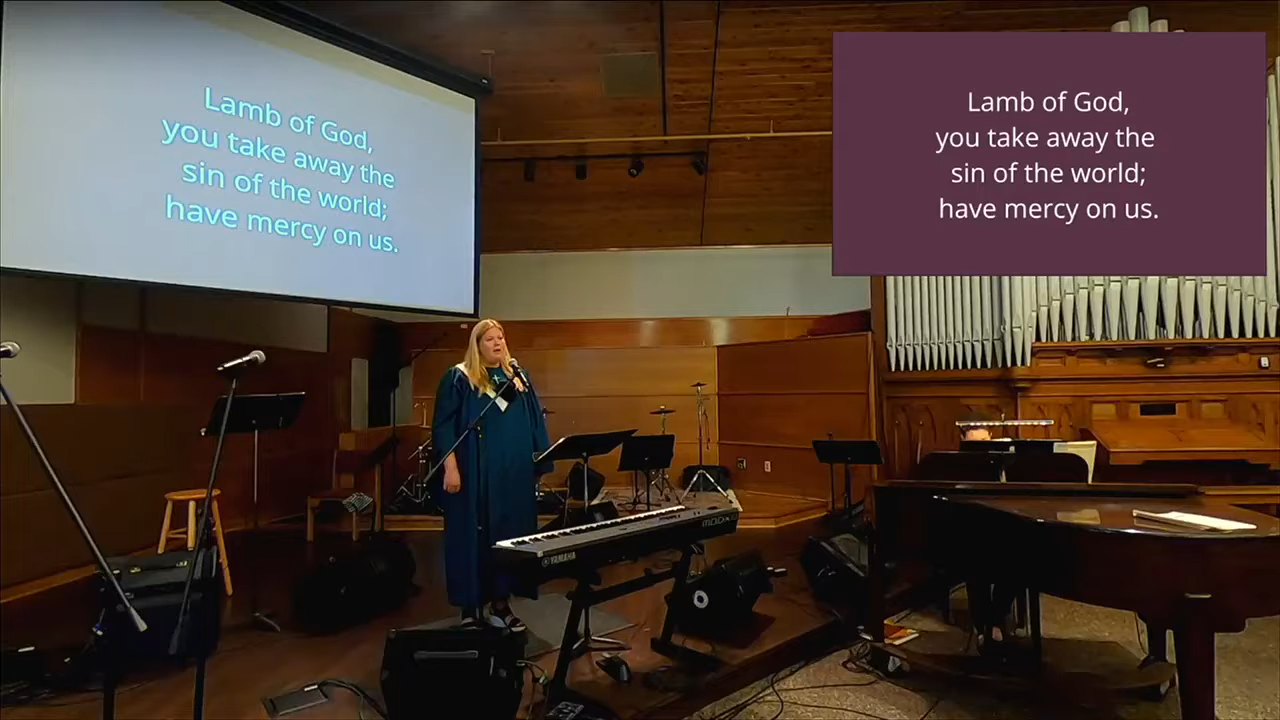 Lamb of God,
you take away the
sin of the world;
have mercy on us.
Lamb of God,
you take away the
sin of the world;
have mercy on us.
YAMAHA